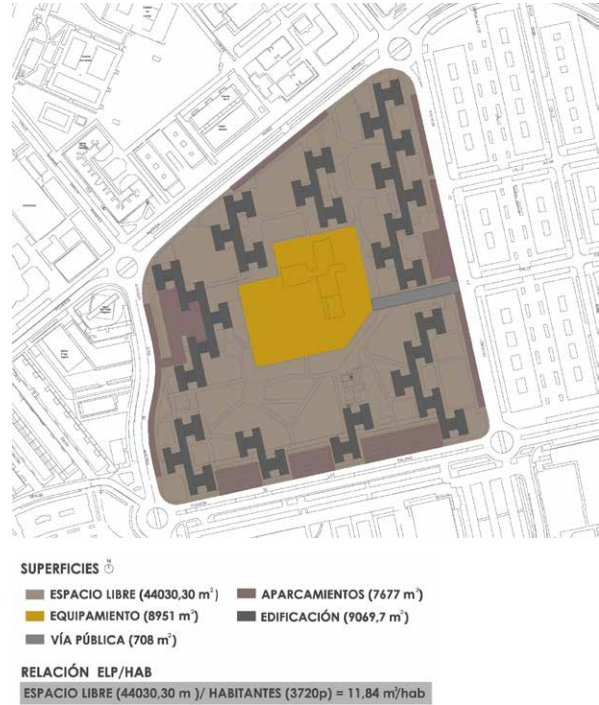 SUPERFICIES N
ESPACIO LIBRE (44030,30 m²) APARCAMIENTOS (7677 m²)
EQUIPAMIENTO (8951 m²) EDIFICACIÓN (9069,7 m²)
VÍA PÚBLICA (708 m²)
RELACIÓN ELP/HAB
ESPACIO LIBRE (44030,30 m )/ HABITANTES (3720p) = 11,84 m²/hab